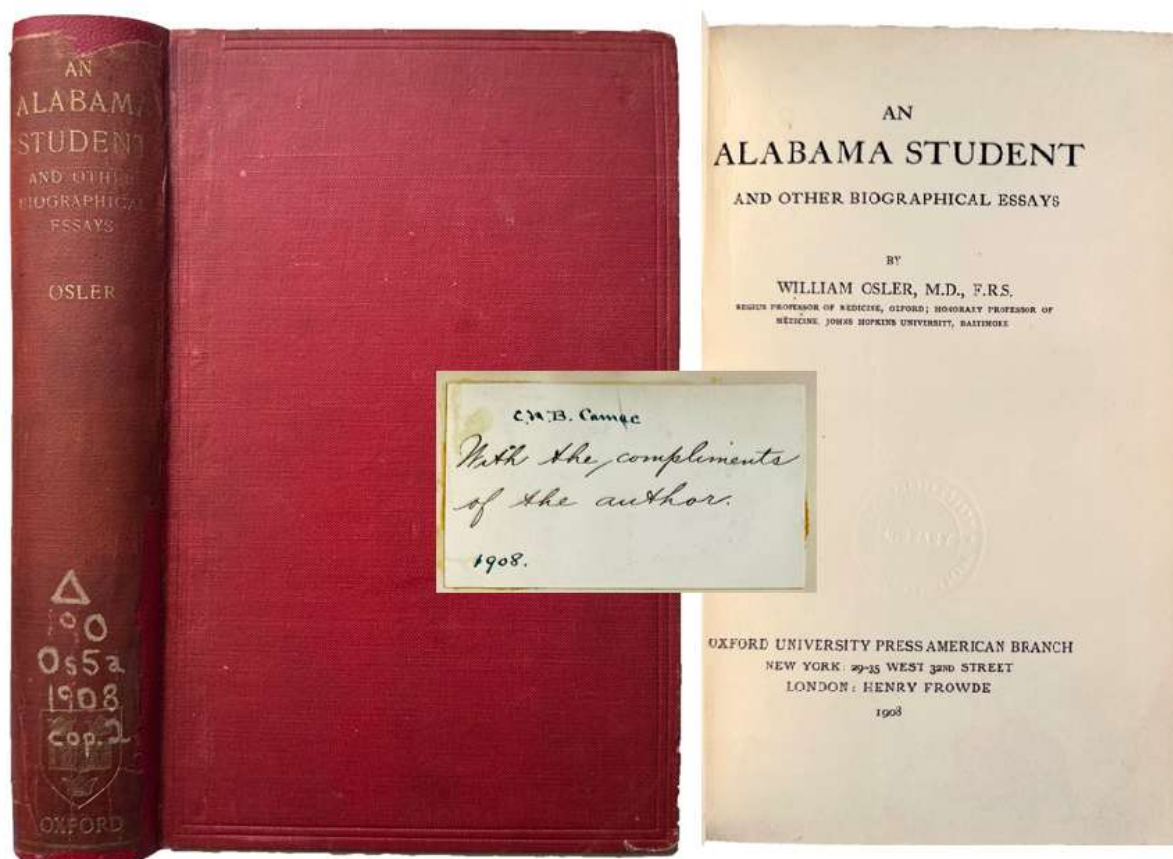 AN
ALABAMA
STUDENT
AND OTHER
BIOGRAPHICAL
ESSAYS
OSLER
190
Os5a
1908
cop.2
OXFORD
C.N.B. Camac
With the compliments
of the author.
1908.
AN
ALABAMA STUDENT
AND OTHER BIOGRAPHICAL ESSAYS
BY
WILLIAM OSLER, M.D., F.R.S.
REGIUS PROFESSOR OF MEDICINE, OXFORD; HONORARY PROFESSOR OF
MEDICINE, JOHNS HOPKINS UNIVERSITY, BALTIMORE
OXFORD UNIVERSITY PRESS AMERICAN BRANCH
NEW YORK: 29-35 WEST 32ND STREET
LONDON: HENRY FROWDE
1908